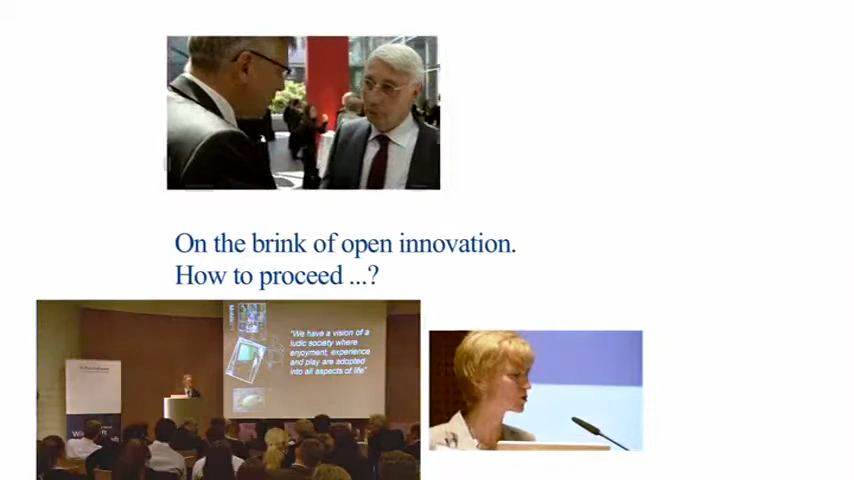 On the brink of open innovation.
How to proceed ...?
"We have a vision of a
ludic society where
enjoyment, experience
and play are adopted
into all aspects of life"